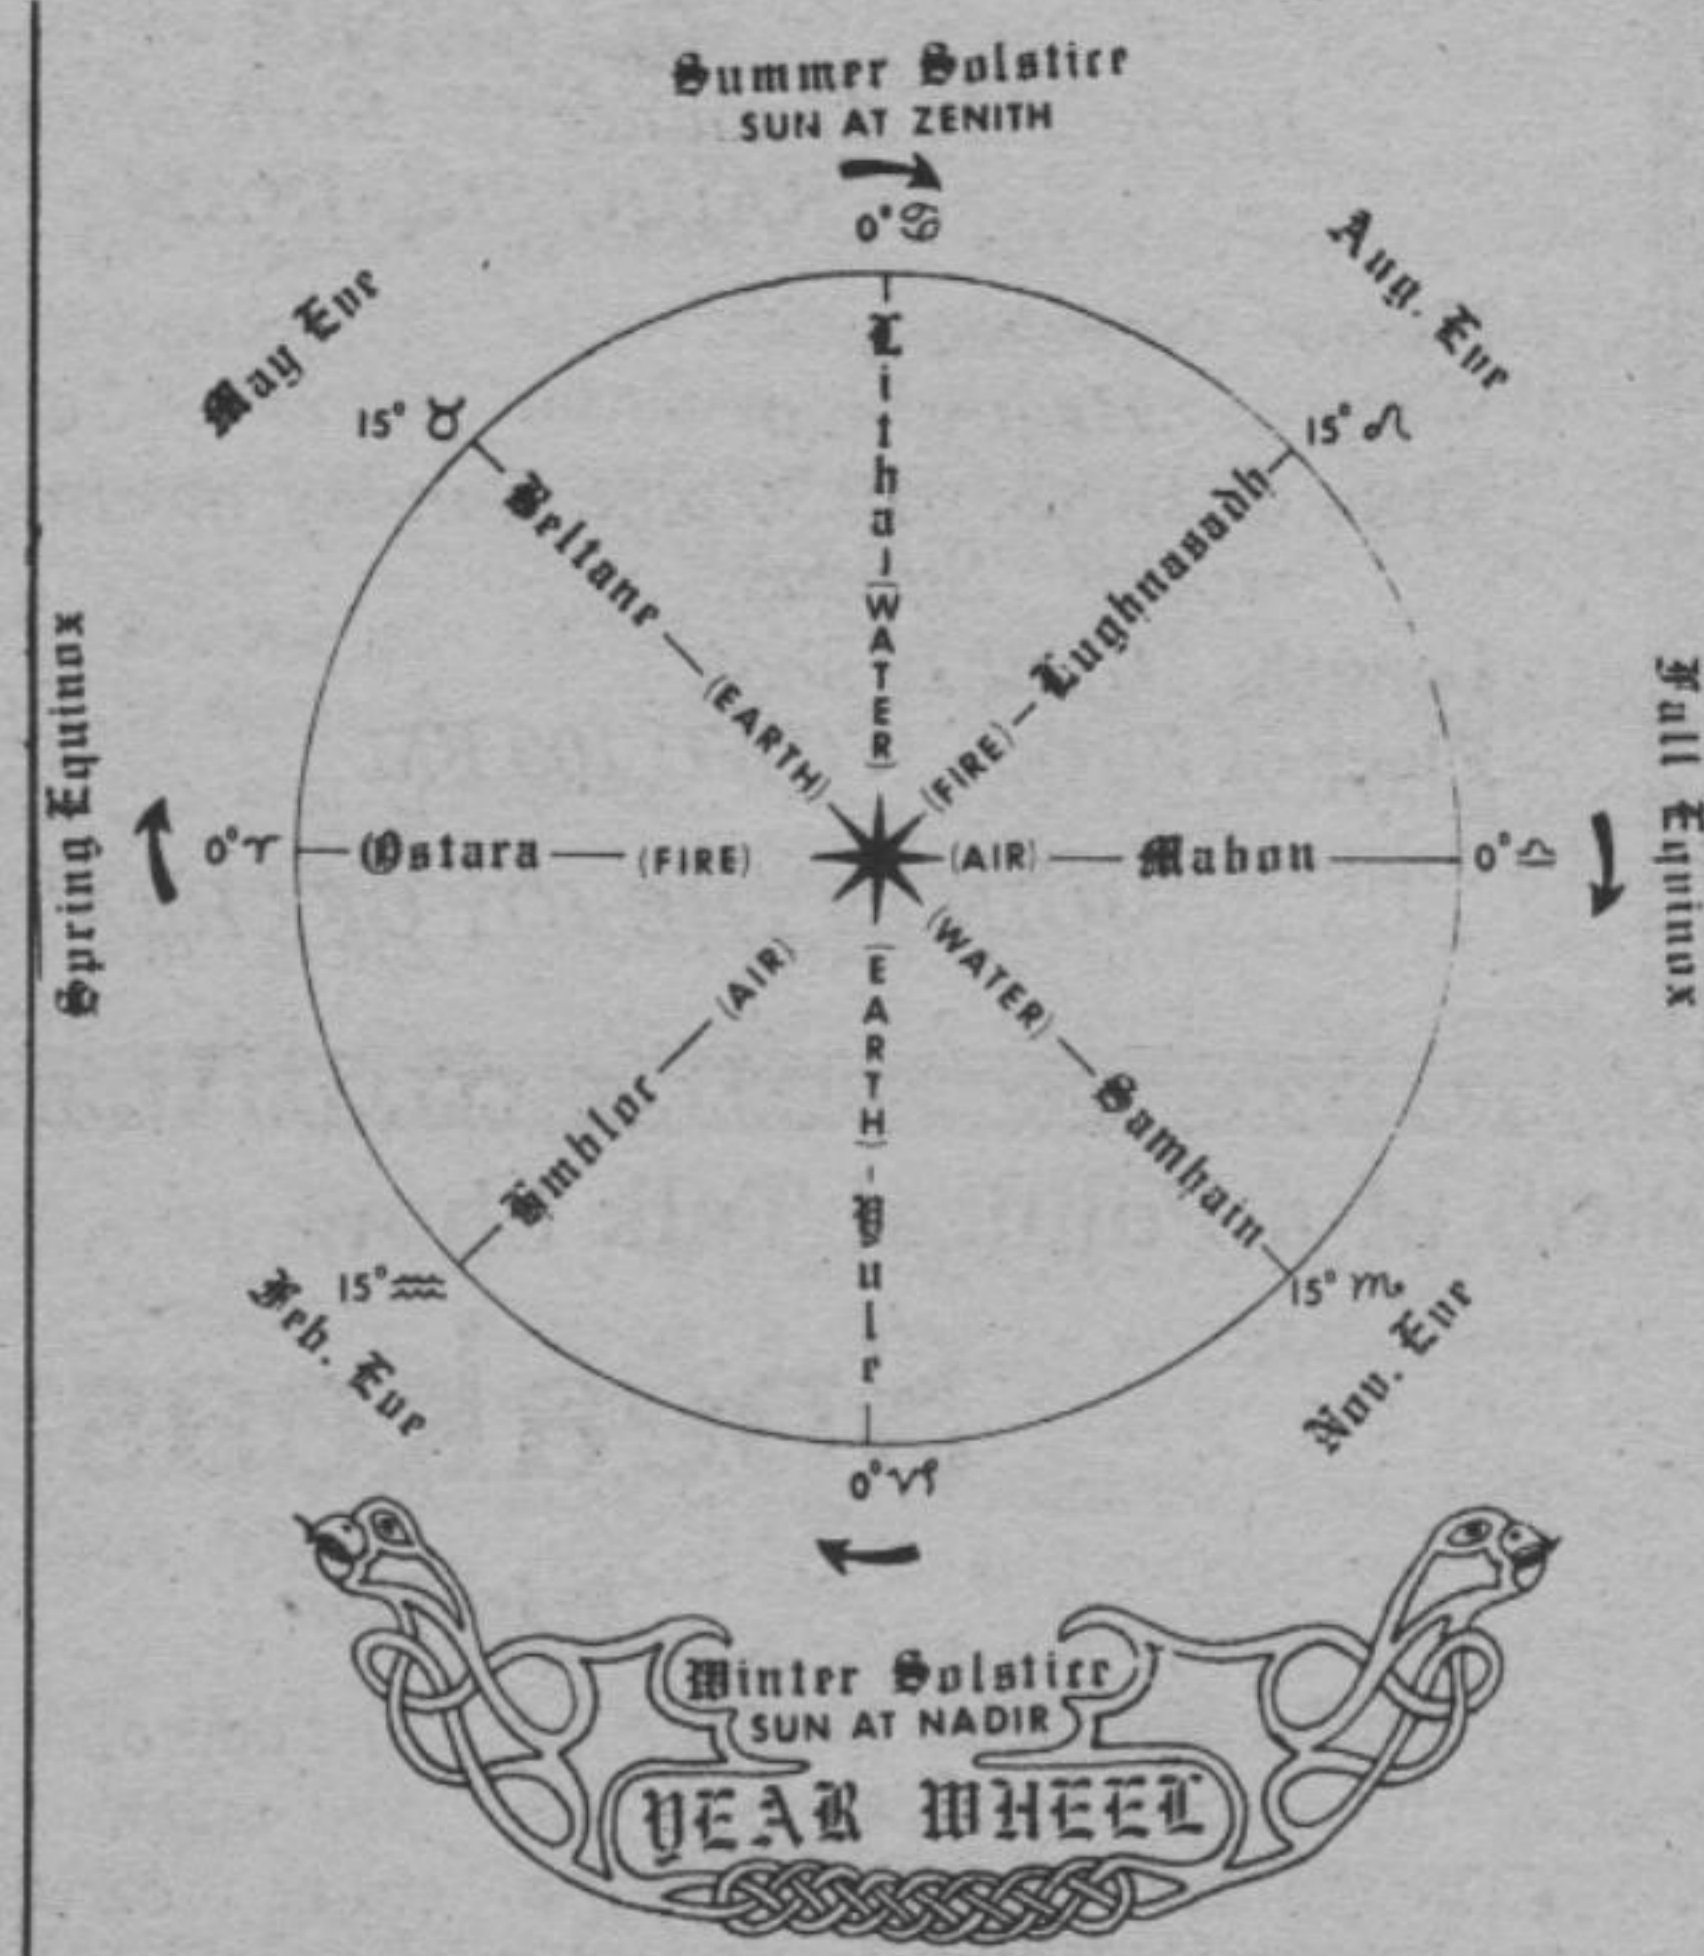 Summer Solstice
SUN AT ZENITH
0° ♋
May Eve
Aug. Eve
15° ♉
15° ♌
Litha (WATER)
Beltane — (EARTH)
(FIRE) — Lughnasadh
Spring Equinox
Fall Equinox
0° ♈ Ostara — (FIRE)
(AIR) — Mabon — 0° ♎
(AIR)
(WATER)
(EARTH) - Yule
Samhain
15° ♒
15° ♏
Feb. Eve
Nov. Eve
0° ♑
Winter Solstice
SUN AT NADIR
YEAR WHEEL